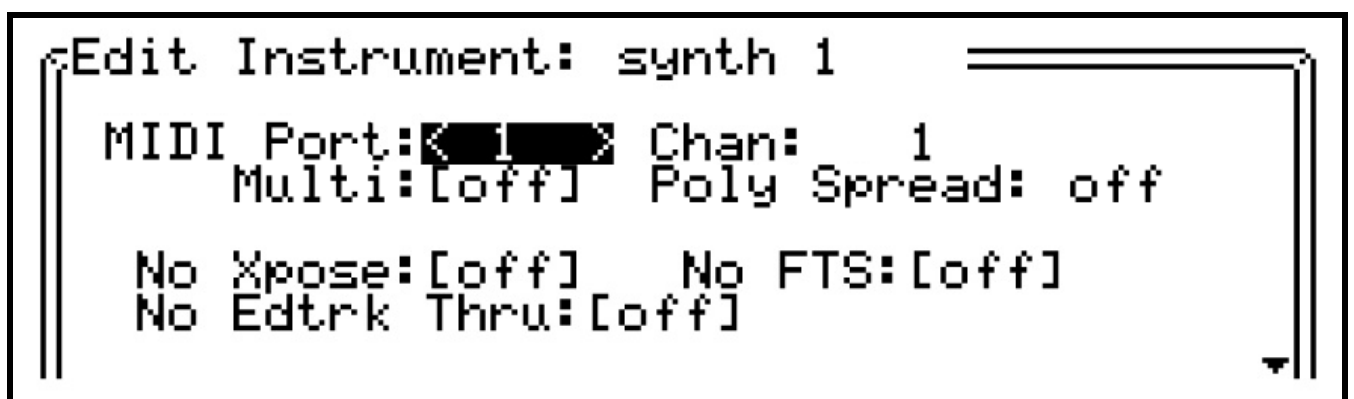 Edit Instrument: synth 1
MIDI Port:< 1 > Chan: 1
Multi:[off] Poly Spread: off
No Xpose:[off] No FTS:[off]
No Edtrk Thru:[off]